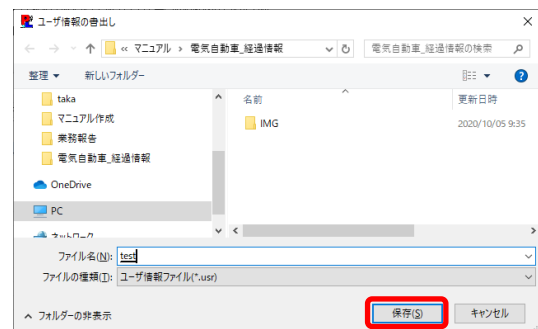 ユーザ情報の書出し
« マニュアル › 電気自動車_経過情報
電気自動車_経過情報の検索
整理 新しいフォルダー
名前 更新日時
taka
マニュアル作成
業務報告
電気自動車_経過情報
OneDrive
PC
ネットワーク
IMG 2020/10/05 9:35
ファイル名(N): test
ファイルの種類(T): ユーザ情報ファイル(*.usr)
フォルダーの非表示
保存(S) キャンセル